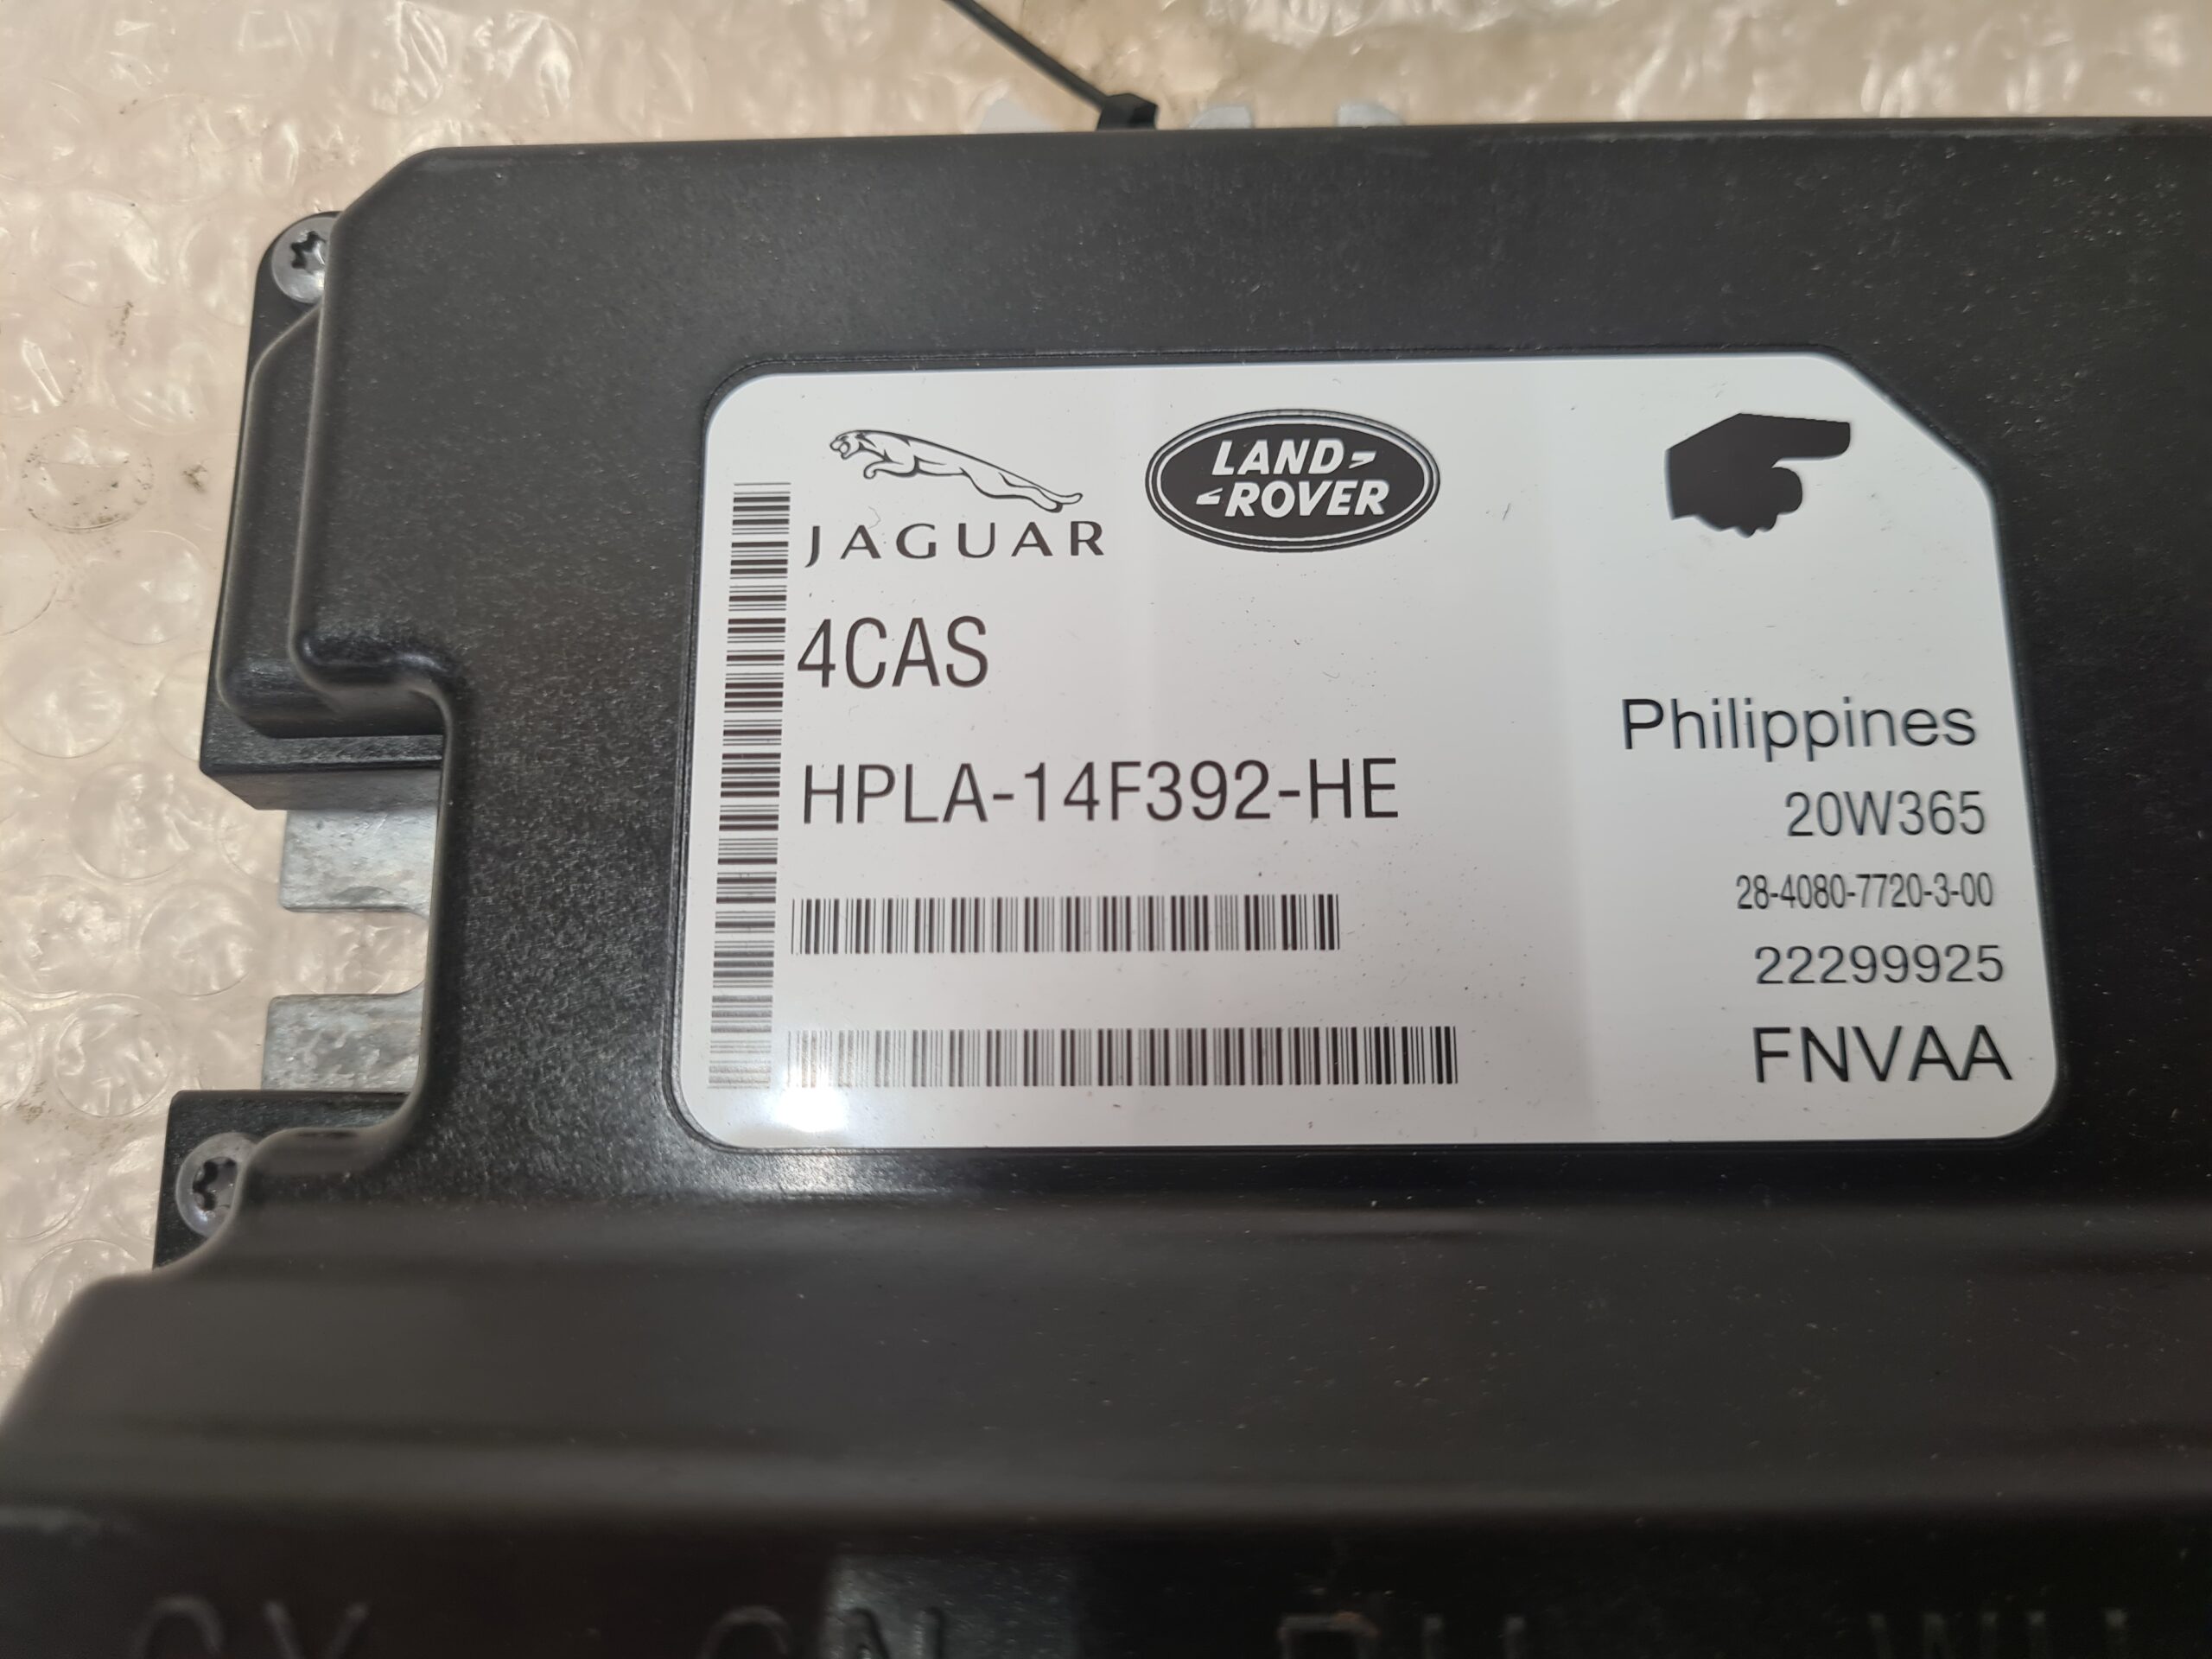 JAGUAR
LAND-
-ROVER
4CAS
HPLA-14F392-HE
Philippines
20W365
28-4080-7720-3-00
22299925
FNVAA